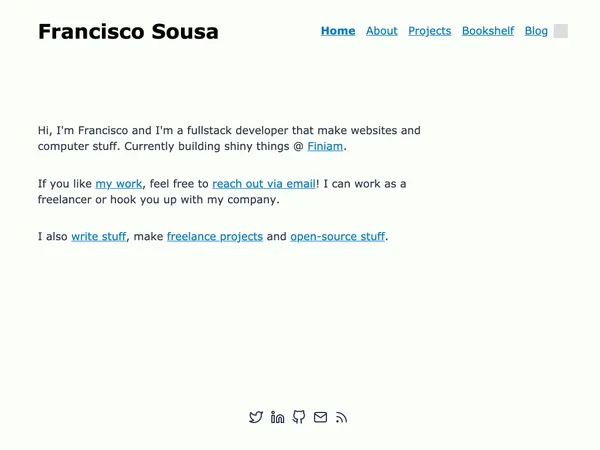 Francisco Sousa
Home About Projects Bookshelf Blog
Hi, I'm Francisco and I'm a fullstack developer that make websites and
computer stuff. Currently building shiny things @ Finiam.
If you like my work, feel free to reach out via email! I can work as a
freelancer or hook you up with my company.
I also write stuff, make freelance projects and open-source stuff.